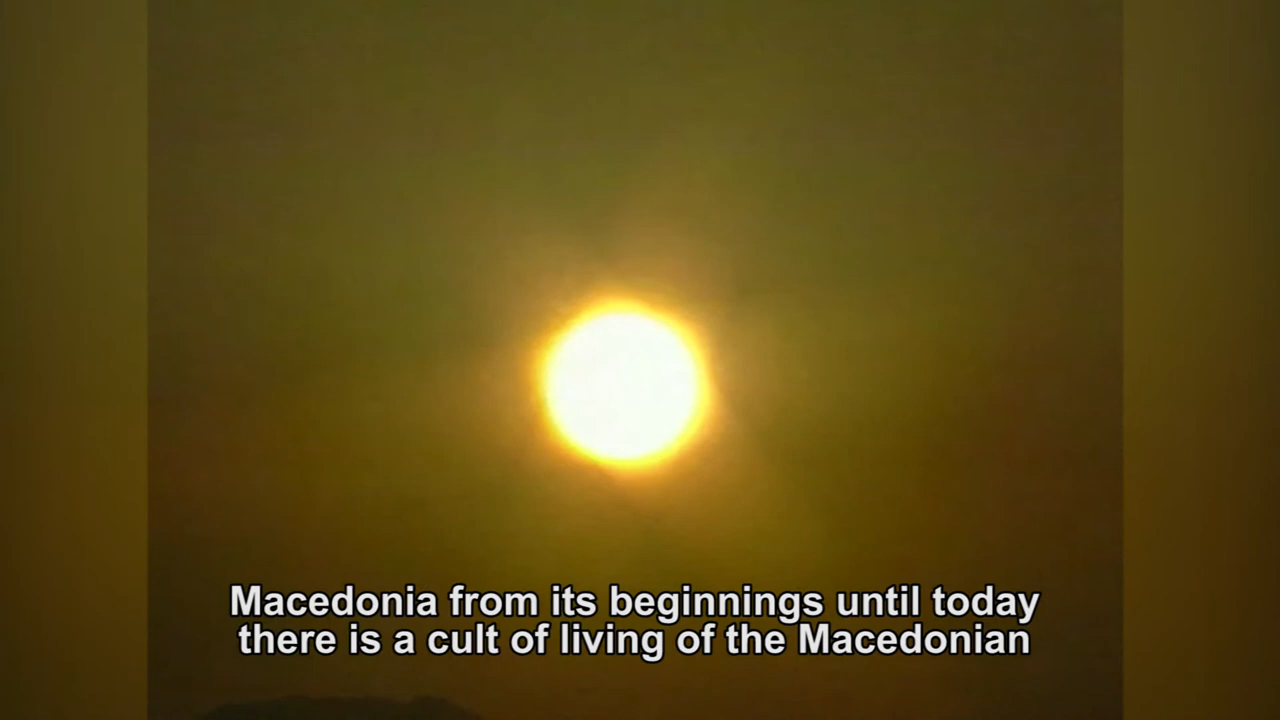 Macedonia from its beginnings until today
there is a cult of living of the Macedonian